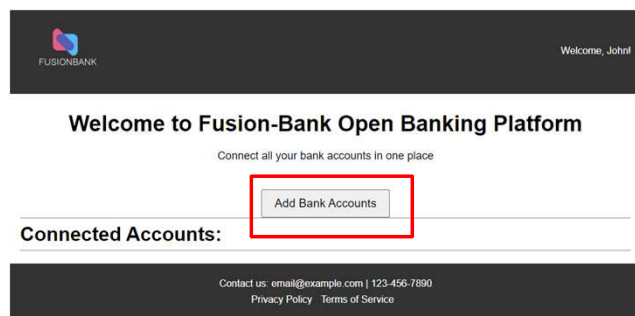 FUSIONBANK
Welcome, John!
Welcome to Fusion-Bank Open Banking Platform
Connect all your bank accounts in one place
Add Bank Accounts
Connected Accounts:
Contact us: email@example.com | 123-456-7890
Privacy Policy Terms of Service